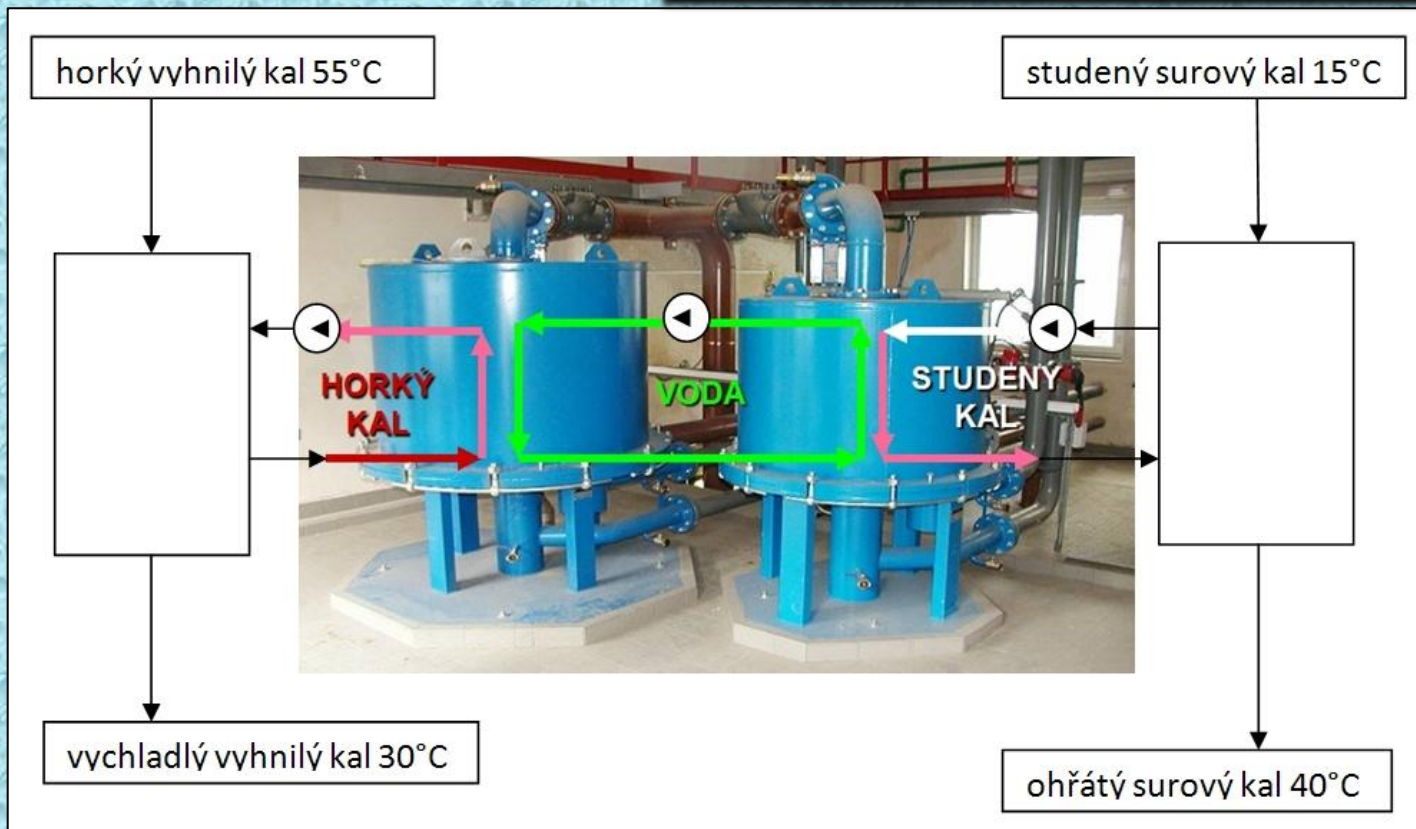 horký vyhnilý kal 55°C
studený surový kal 15°C
HORKÝ
KAL
VODA
STUDENÝ
KAL
vychladlý vyhnilý kal 30°C
ohřátý surový kal 40°C